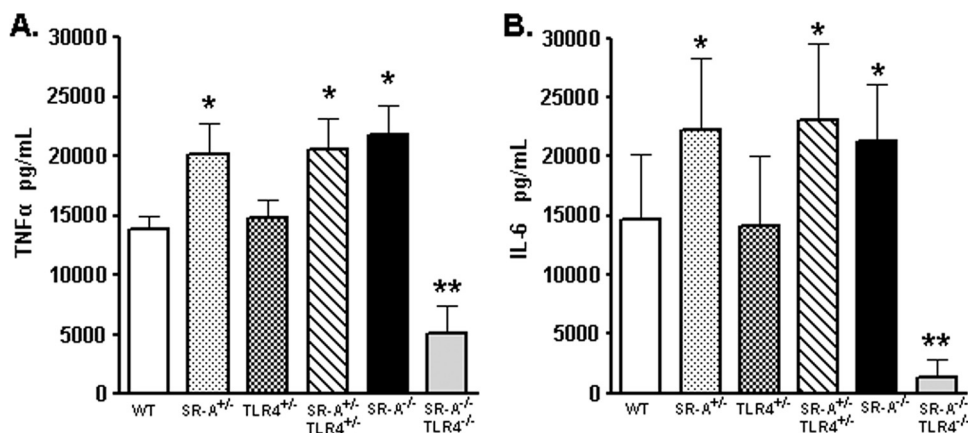 A.
30000
25000
20000
15000
10000
5000
0
TNFα pg/mL
*
*
*
**
WT
SR-A+/-
TLR4+/-
SR-A+/-
TLR4+/-
SR-A-/-
SR-A-/-
TLR4-/-
B.
30000
25000
20000
15000
10000
5000
0
IL-6 pg/mL
*
*
*
**
WT
SR-A+/-
TLR4+/-
SR-A+/-
TLR4+/-
SR-A-/-
SR-A-/-
TLR4-/-